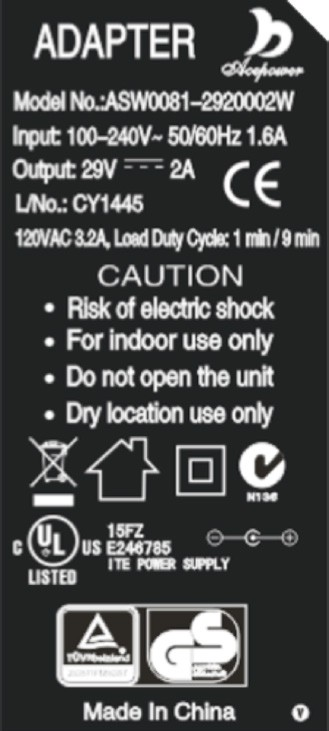 ADAPTER
Acepower
Model No.:ASW0081-2920002W
Input: 100-240V~ 50/60Hz 1.6A
Output: 29V 2A
CE
L/No.: CY1445
120VAC 3.2A, Load Duty Cycle: 1 min / 9 min
CAUTION
• Risk of electric shock
• For indoor use only
• Do not open the unit
• Dry location use only
N136
C UL US
LISTED
15FZ
E246785
ITE POWER SUPPLY
TÜVRheinland
GS
Made In China
V